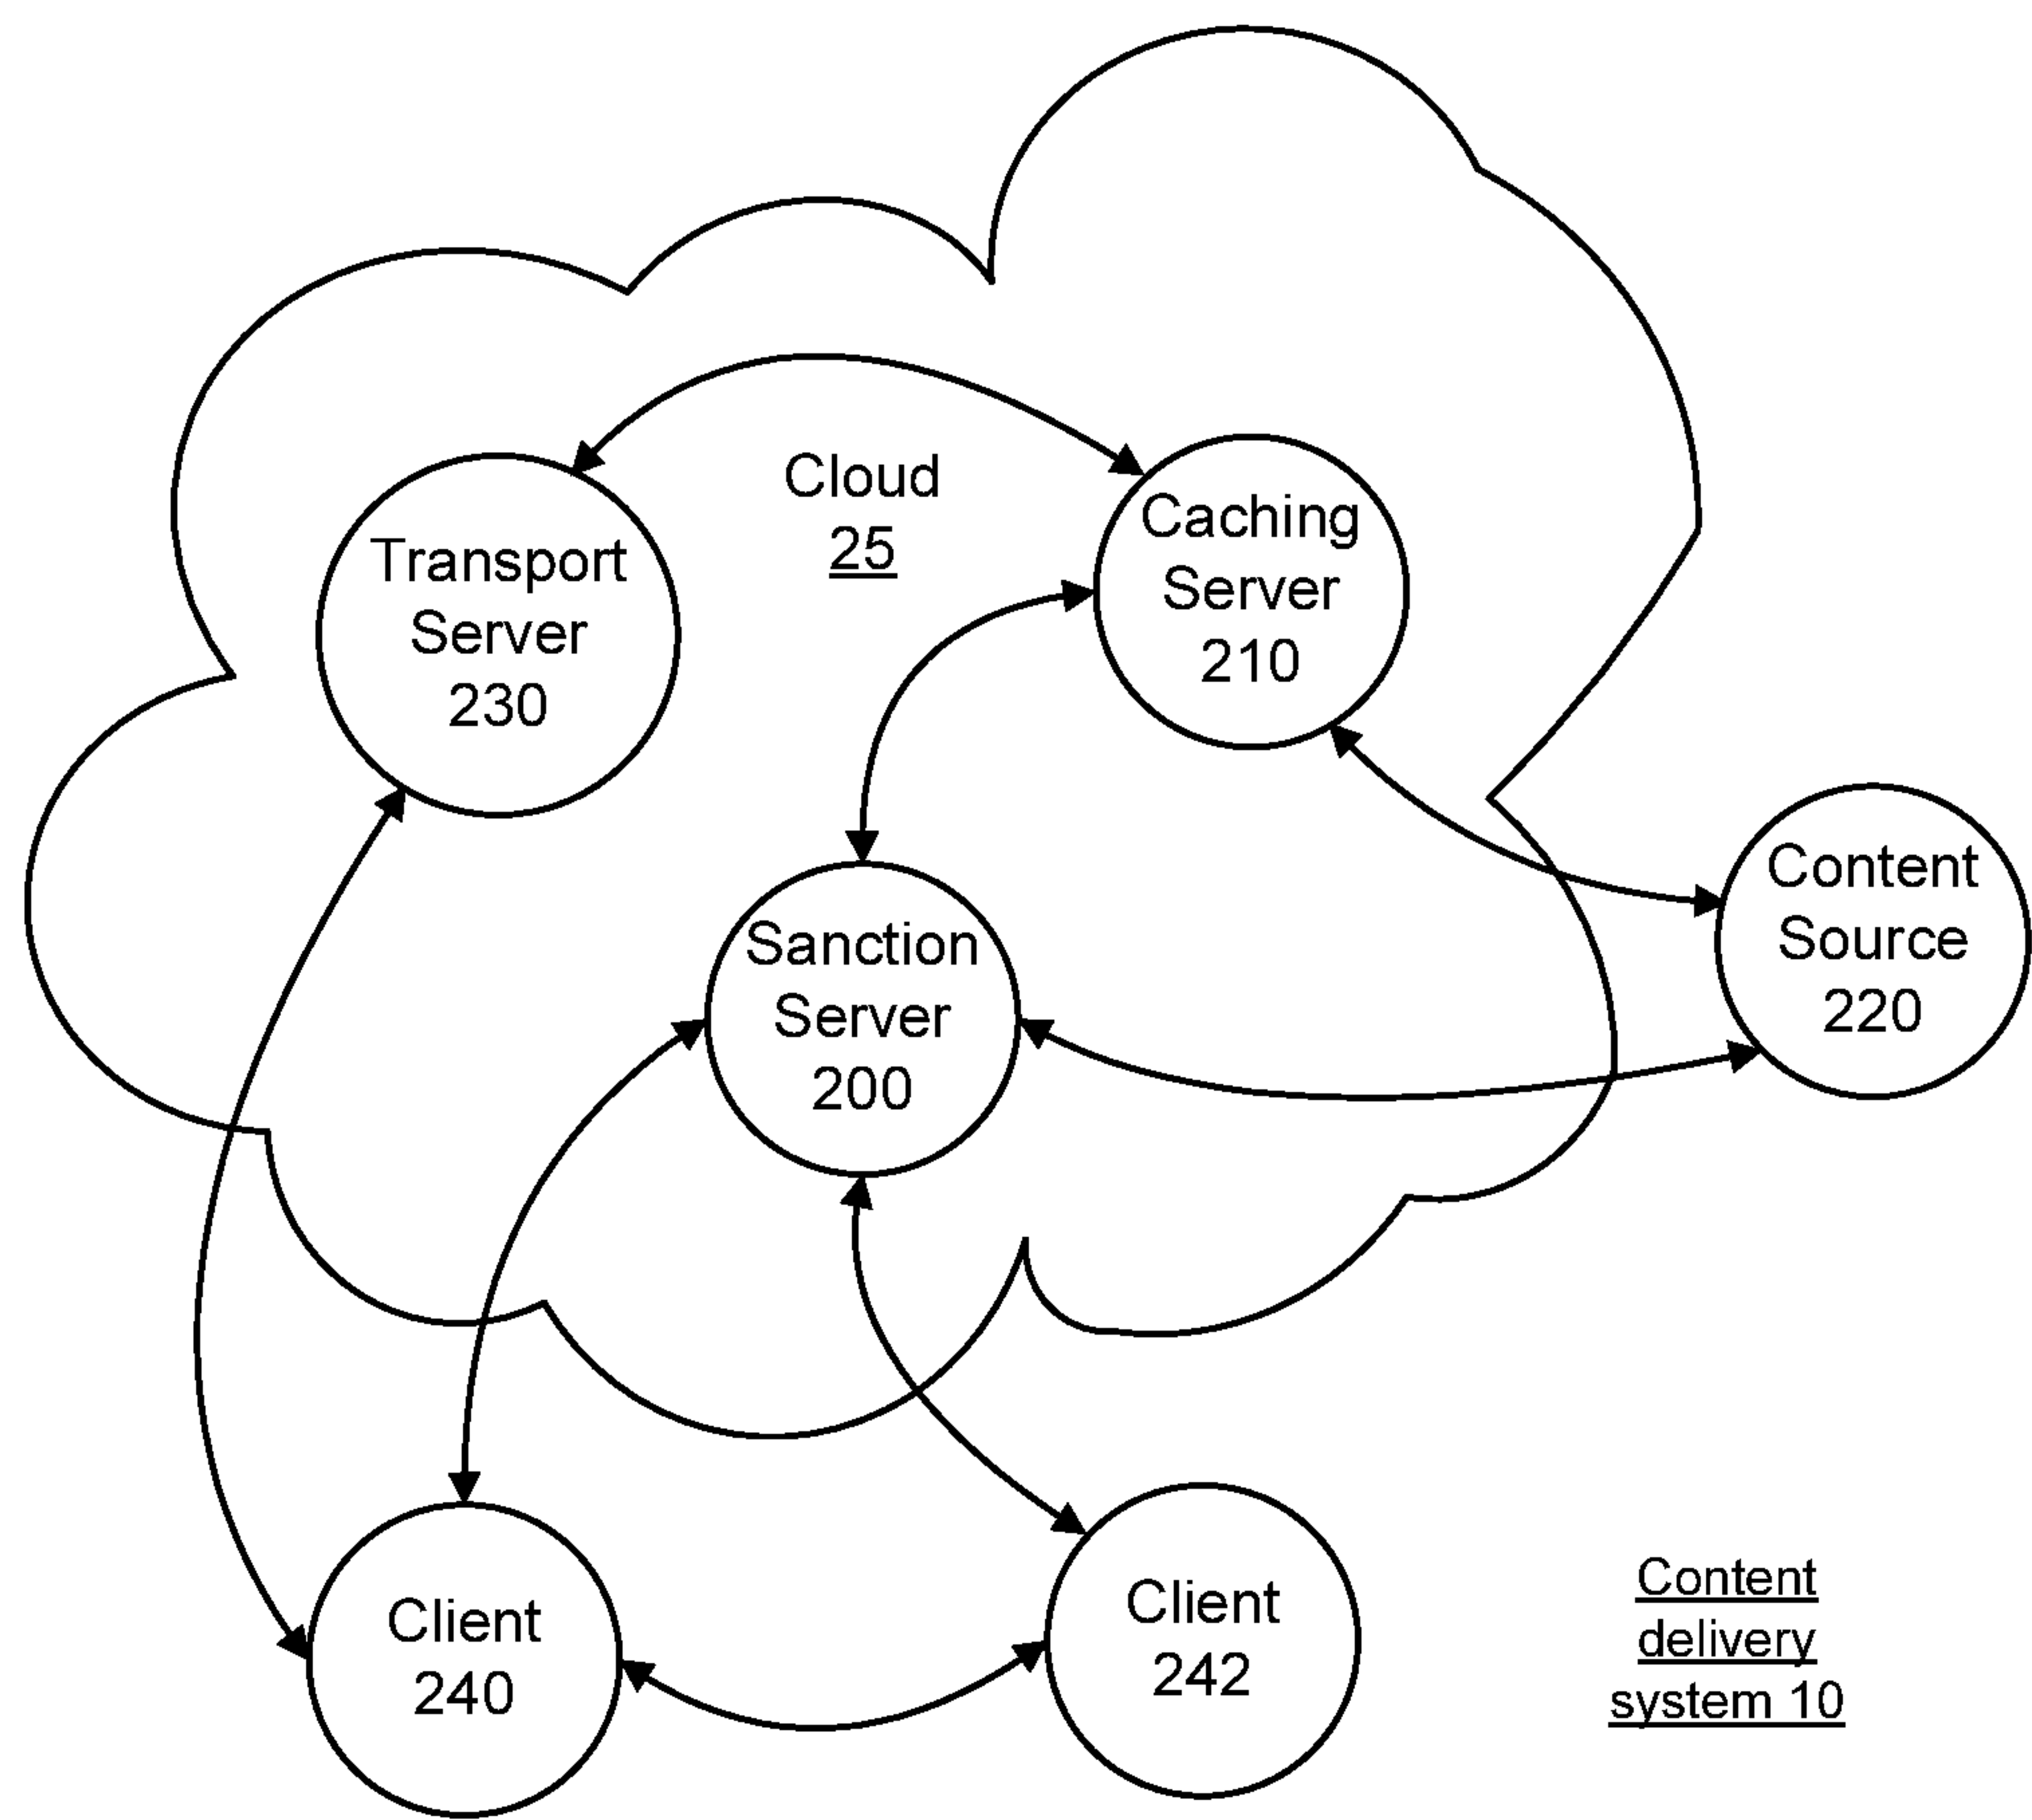 Cloud
25
Transport
Server
230
Caching
Server
210
Content
Source
220
Sanction
Server
200
Client
240
Client
242
Content
delivery
system 10